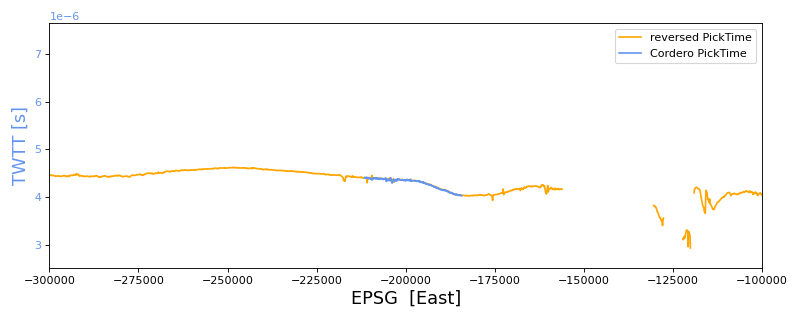 1e−6
reversed PickTime
Cordero PickTime
7
6
5
4
3
TWTT [s]
−300000 −275000 −250000 −225000 −200000 −175000 −150000 −125000 −100000
EPSG [East]